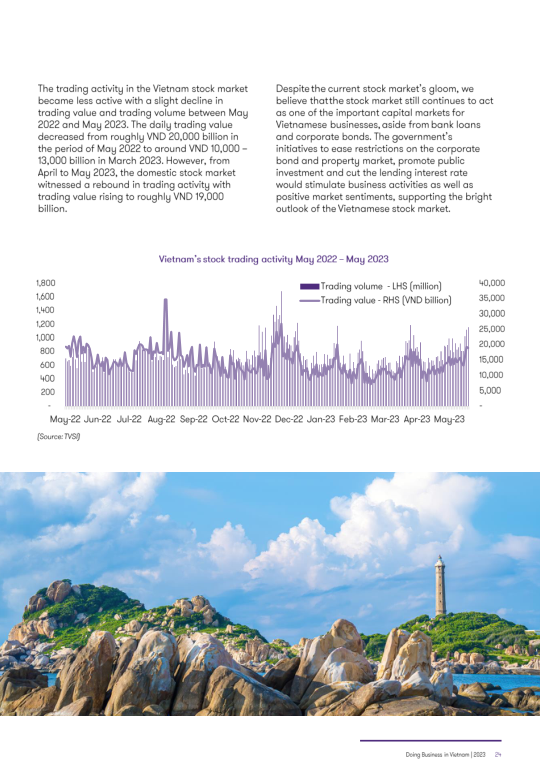 The trading activity in the Vietnam stock market
became less active with a slight decline in
trading value and trading volume between May
2022 and May 2023. The daily trading value
decreased from roughly VND 20,000 billion in
the period of May 2022 to around VND 10,000 –
13,000 billion in March 2023. However, from
April to May 2023, the domestic stock market
witnessed a rebound in trading activity with
trading value rising to roughly VND 19,000
billion.
Despite the current stock market's gloom, we
believe that the stock market still continues to act
as one of the important capital markets for
Vietnamese businesses, aside from bank loans
and corporate bonds. The government's
initiatives to ease restrictions on the corporate
bond and property market, promote public
investment and cut the lending interest rate
would stimulate business activities as well as
positive market sentiments, supporting the bright
outlook of the Vietnamese stock market.
Vietnam's stock trading activity May 2022 – May 2023
1,800
1,600
1,400
1,200
1,000
800
600
400
200
-
Trading volume - LHS (million)
Trading value - RHS (VND billion)
40,000
35,000
30,000
25,000
20,000
15,000
10,000
5,000
-
May-22 Jun-22 Jul-22 Aug-22 Sep-22 Oct-22 Nov-22 Dec-22 Jan-23 Feb-23 Mar-23 Apr-23 May-23
(Source: TVSI)
Doing Business in Vietnam | 2023 24